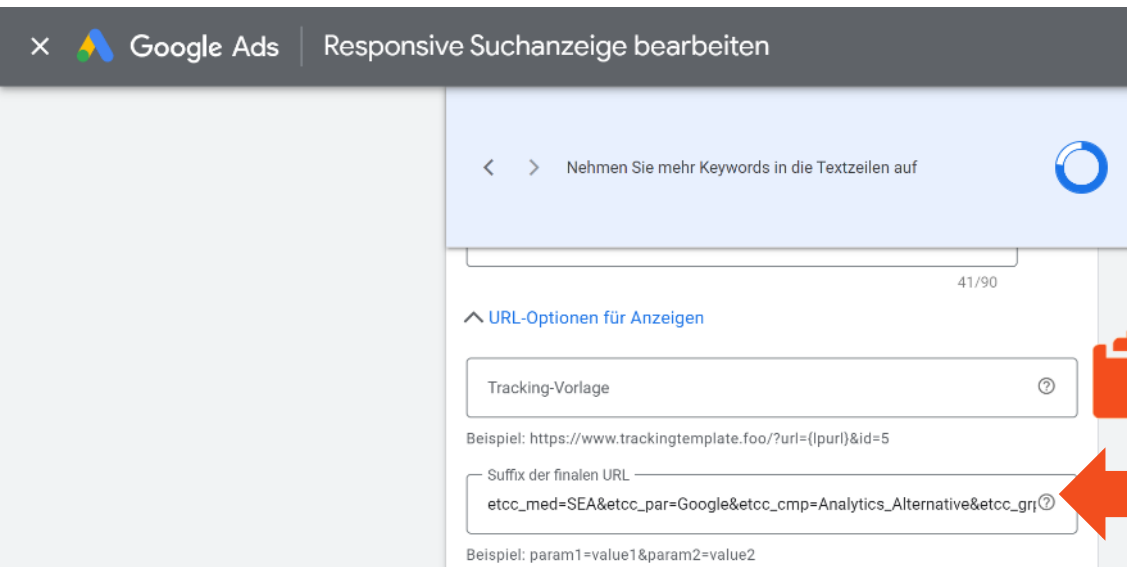 Google Ads Responsive Suchanzeige bearbeiten
Nehmen Sie mehr Keywords in die Textzeilen auf
41/90
URL-Optionen für Anzeigen
Tracking-Vorlage
Beispiel: https://www.trackingtemplate.foo/?url={lpurl}&id=5
Suffix der finalen URL
etcc_med=SEA&etcc_par=Google&etcc_cmp=Analytics_Alternative&etcc_gr
Beispiel: param1=value1&param2=value2